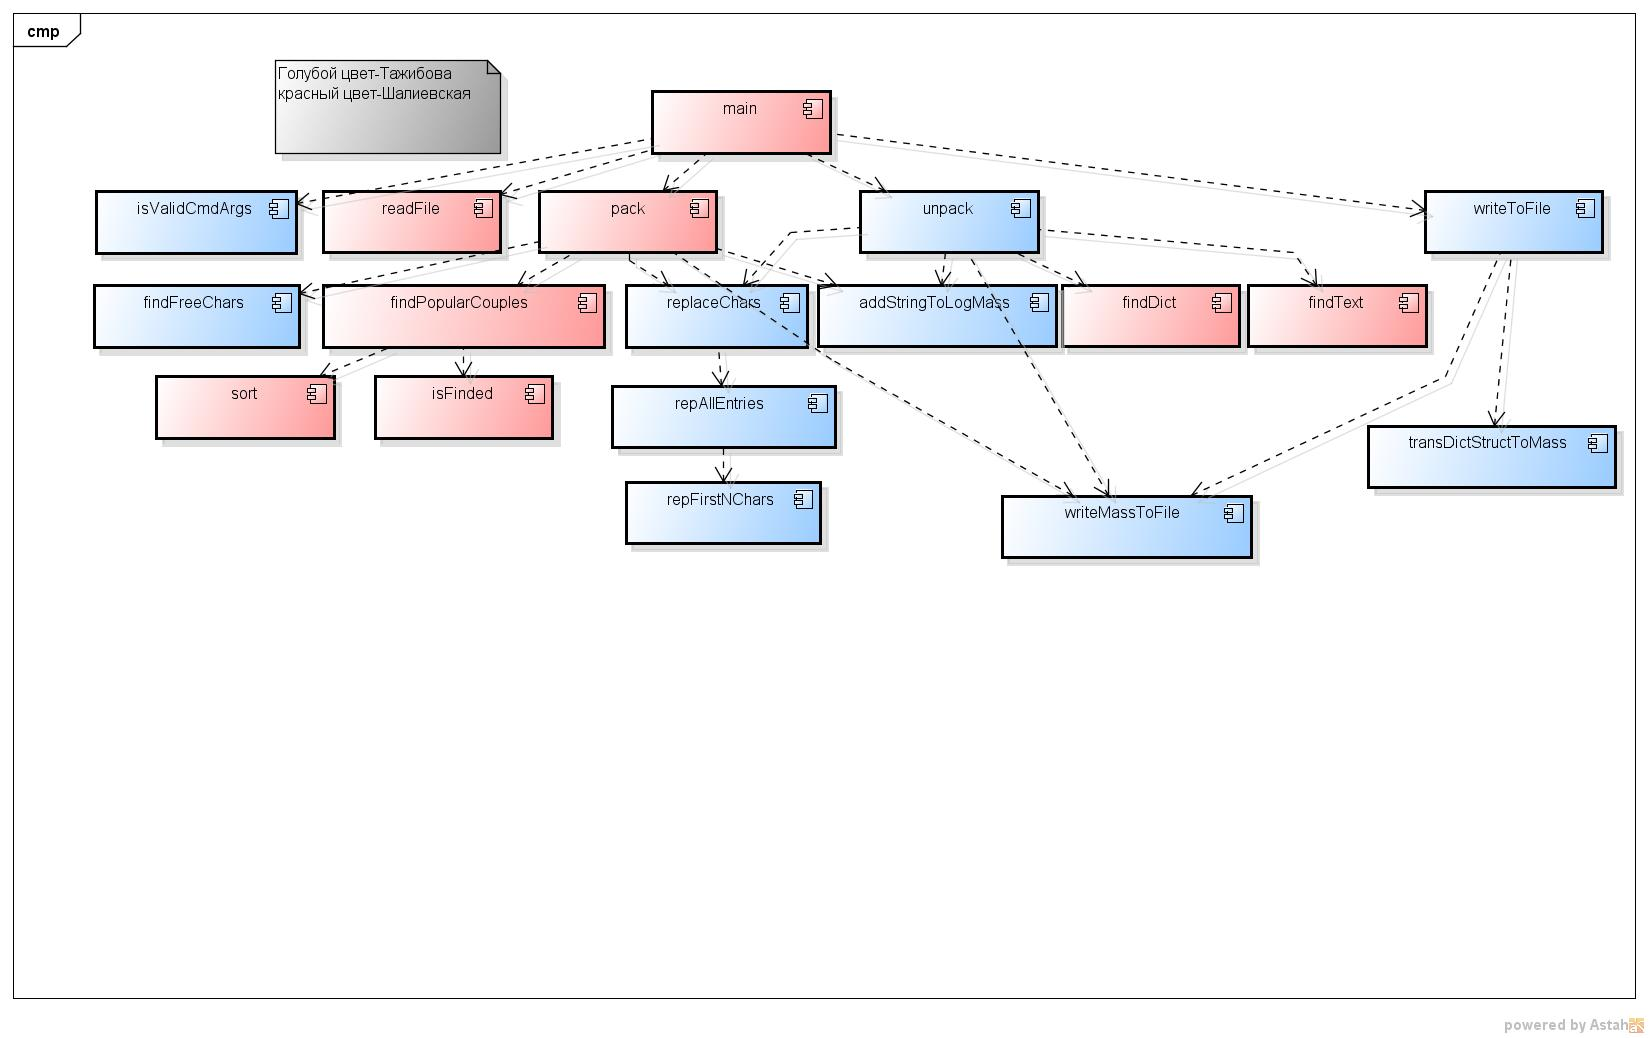 cmp
Голубой цвет-Тажибова
красный цвет-Шалиевская
main
isValidCmdArgs
readFile
pack
unpack
writeToFile
findFreeChars
findPopularCouples
replaceChars
addStringToLogMass
findDict
findText
sort
isFinded
repAllEntries
transDictStructToMass
repFirstNChars
writeMassToFile
powered by Astah